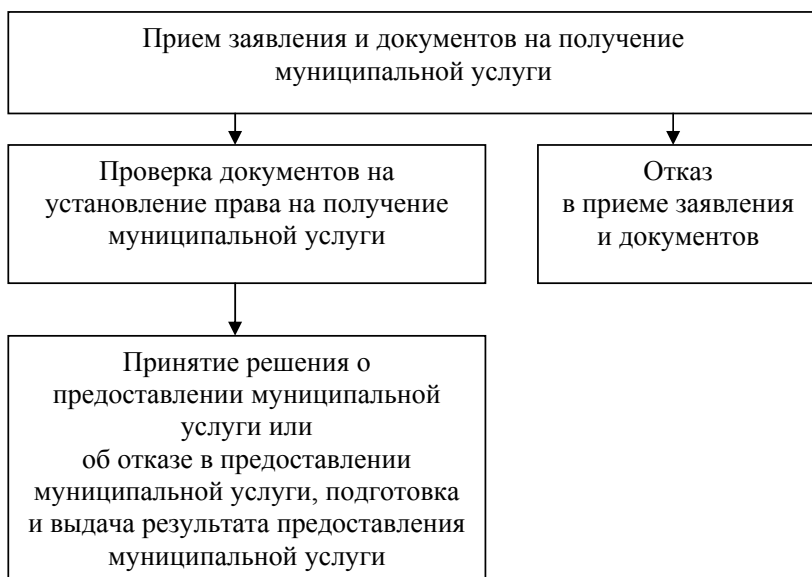 Прием заявления и документов на получение
муниципальной услуги
Проверка документов на
установление права на получение
муниципальной услуги
Отказ
в приеме заявления
и документов
Принятие решения о
предоставлении муниципальной
услуги или
об отказе в предоставлении
муниципальной услуги, подготовка
и выдача результата предоставления
муниципальной услуги